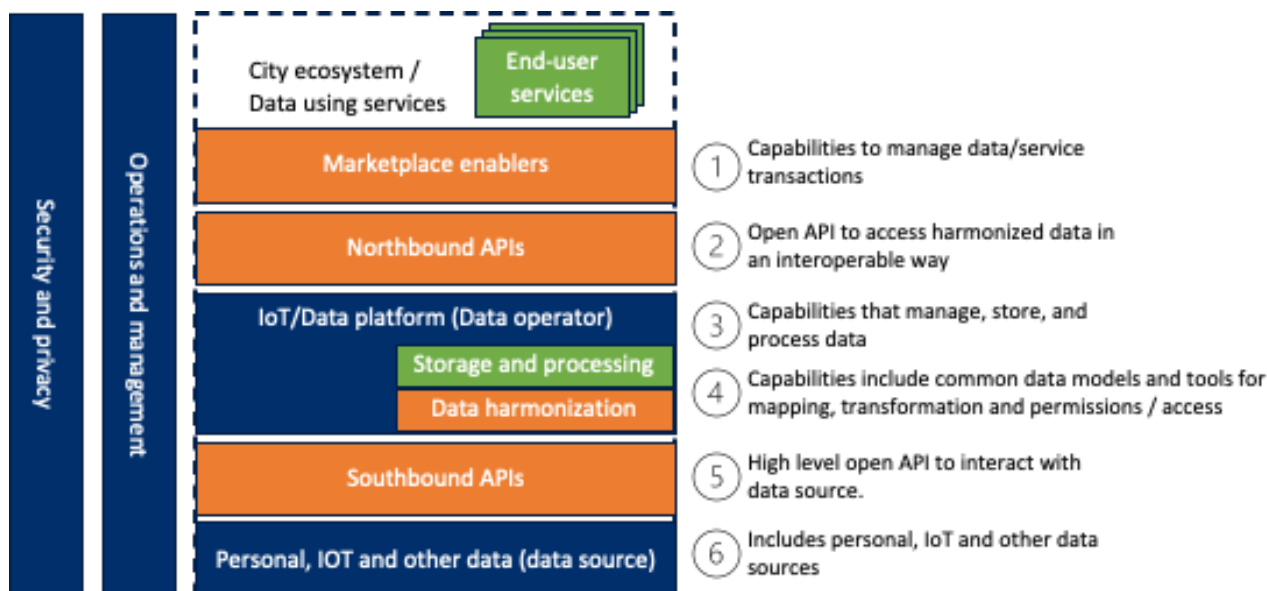 Security and privacy
Operations and management
City ecosystem /
Data using services
End-user
services
Marketplace enablers
1
Capabilities to manage data/service
transactions
Northbound APIs
2
Open API to access harmonized data in
an interoperable way
IoT/Data platform (Data operator)
Storage and processing
Data harmonization
3
Capabilities that manage, store, and
process data
4
Capabilities include common data models and tools for
mapping, transformation and permissions / access
Southbound APIs
5
High level open API to interact with
data source.
Personal, IOT and other data (data source)
6
Includes personal, IoT and other data
sources